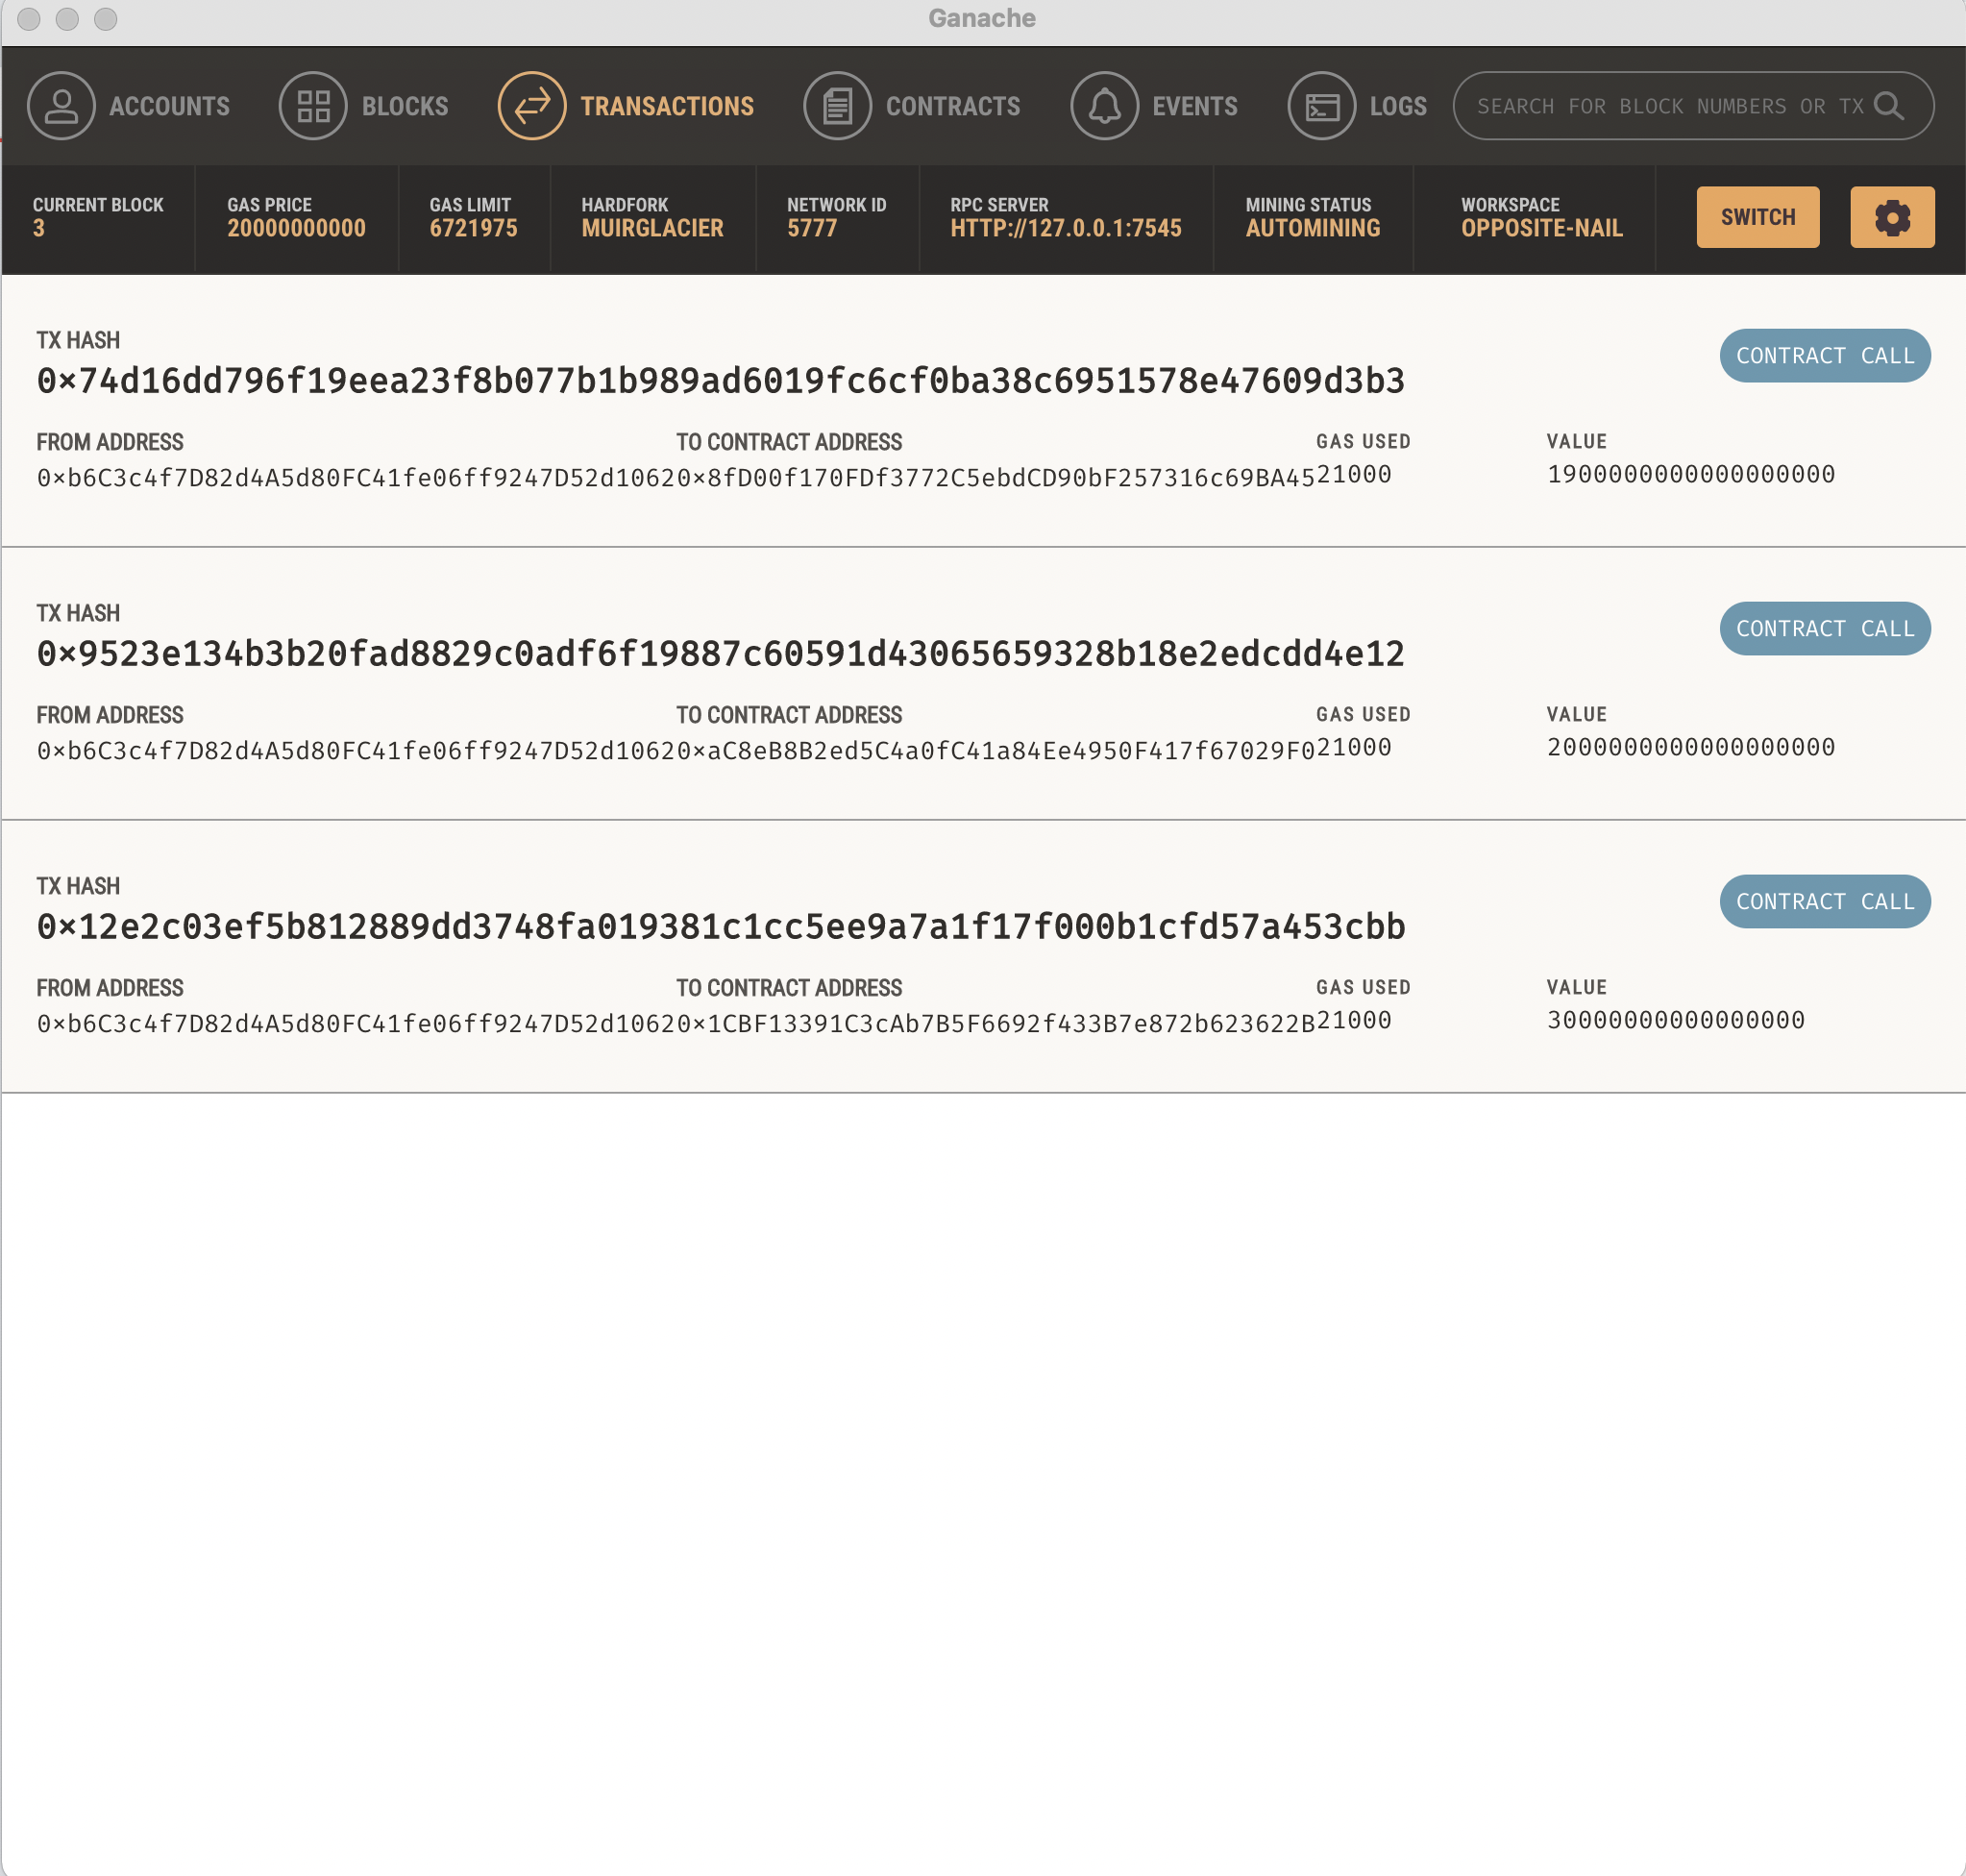 Ganache
ACCOUNTS BLOCKS TRANSACTIONS CONTRACTS EVENTS LOGS SEARCH FOR BLOCK NUMBERS OR TX
CURRENT BLOCK GAS PRICE GAS LIMIT HARDFORK NETWORK ID RPC SERVER MINING STATUS WORKSPACE
3 20000000000 6721975 MUIRGLACIER 5777 HTTP://127.0.0.1:7545 AUTOMINING OPPOSITE-NAIL SWITCH
TX HASH
0×74d16dd796f19eea23f8b077b1b989ad6019fc6cf0ba38c6951578e47609d3b3 CONTRACT CALL
FROM ADDRESS TO CONTRACT ADDRESS GAS USED VALUE
0×b6C3c4f7D82d4A5d80FC41fe06ff9247D52d1062 0×8fD00f170FDf3772C5ebdCD90bF257316c69BA45 21000 1900000000000000000
TX HASH
0×9523e134b3b20fad8829c0adf6f19887c60591d43065659328b18e2edcdd4e12 CONTRACT CALL
FROM ADDRESS TO CONTRACT ADDRESS GAS USED VALUE
0×b6C3c4f7D82d4A5d80FC41fe06ff9247D52d1062 0×aC8eB8B2ed5C4a0fC41a84Ee4950F417f67029F0 21000 2000000000000000000
TX HASH
0×12e2c03ef5b812889dd3748fa019381c1cc5ee9a7a1f17f000b1cfd57a453cbb CONTRACT CALL
FROM ADDRESS TO CONTRACT ADDRESS GAS USED VALUE
0×b6C3c4f7D82d4A5d80FC41fe06ff9247D52d1062 0×1CBF13391C3cAb7B5F6692f433B7e872b623622B 21000 30000000000000000